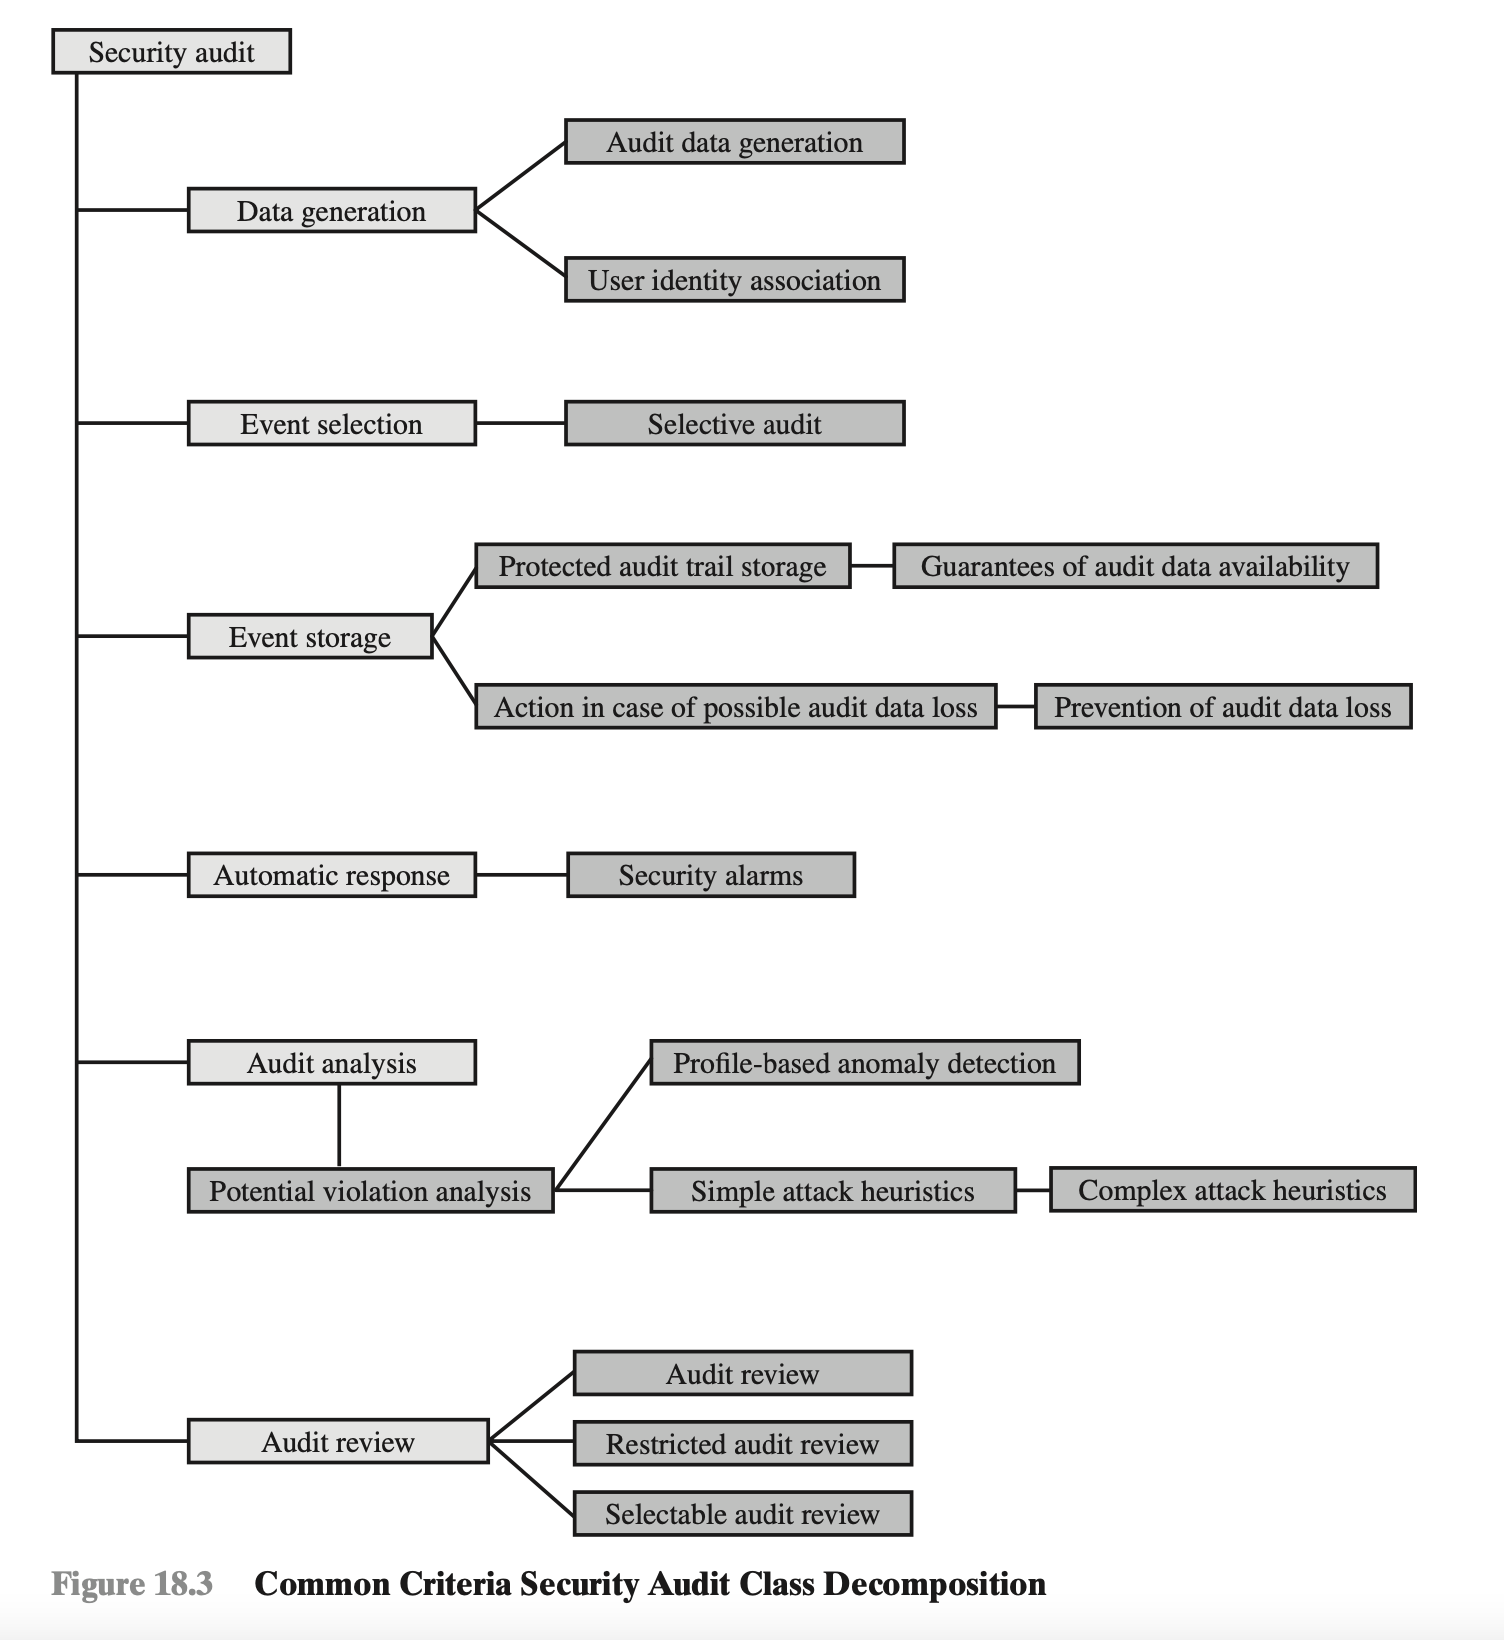 Security audit
Audit data generation
Data generation
User identity association
Event selection
Selective audit
Protected audit trail storage
Guarantees of audit data availability
Event storage
Action in case of possible audit data loss
Prevention of audit data loss
Automatic response
Security alarms
Audit analysis
Profile-based anomaly detection
Potential violation analysis
Simple attack heuristics
Complex attack heuristics
Audit review
Audit review
Restricted audit review
Selectable audit review
Figure 18.3 Common Criteria Security Audit Class Decomposition